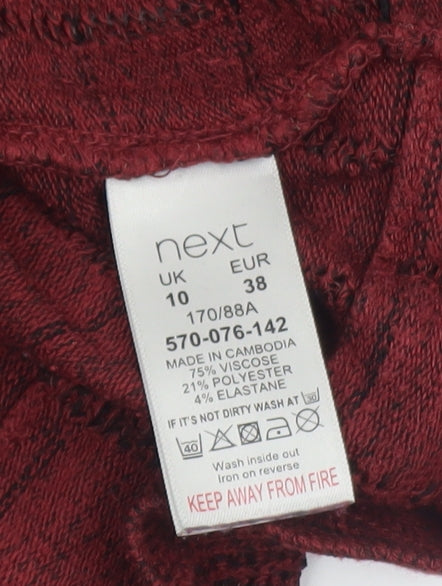 next
UK EUR
10 38
170/88A
570-076-142
MADE IN CAMBODIA
75% VISCOSE
21% POLYESTER
4% ELASTANE
IF IT'S NOT DIRTY WASH AT 30
40
Wash inside out
Iron on reverse
KEEP AWAY FROM FIRE